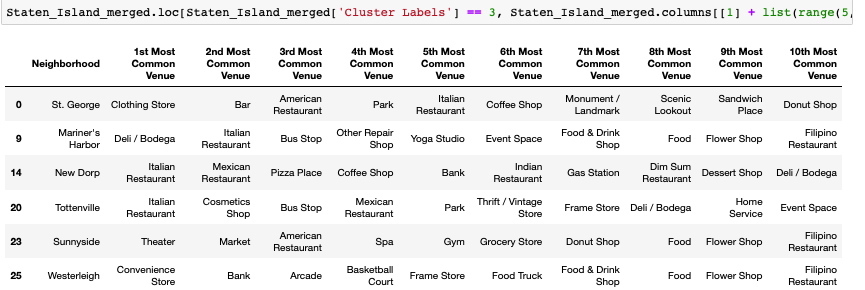 Staten_Island_merged.loc[Staten_Island_merged['Cluster Labels'] == 3, Staten_Island_merged.columns[[1] + list(range(5,
Neighborhood 1st Most Common Venue 2nd Most Common Venue 3rd Most Common Venue 4th Most Common Venue 5th Most Common Venue 6th Most Common Venue 7th Most Common Venue 8th Most Common Venue 9th Most Common Venue 10th Most Common Venue
0 St. George Clothing Store Bar American Restaurant Park Italian Restaurant Coffee Shop Monument / Landmark Scenic Lookout Sandwich Place Donut Shop
9 Mariner's Harbor Deli / Bodega Italian Restaurant Bus Stop Other Repair Shop Yoga Studio Event Space Food & Drink Shop Food Flower Shop Filipino Restaurant
14 New Dorp Italian Restaurant Mexican Restaurant Pizza Place Coffee Shop Bank Indian Restaurant Gas Station Dim Sum Restaurant Dessert Shop Deli / Bodega
20 Tottenville Italian Restaurant Cosmetics Shop Bus Stop Mexican Restaurant Park Thrift / Vintage Store Frame Store Deli / Bodega Home Service Event Space
23 Sunnyside Theater Market American Restaurant Spa Gym Grocery Store Donut Shop Food Flower Shop Filipino Restaurant
25 Westerleigh Convenience Store Bank Arcade Basketball Court Frame Store Food Truck Food & Drink Shop Food Flower Shop Filipino Restaurant